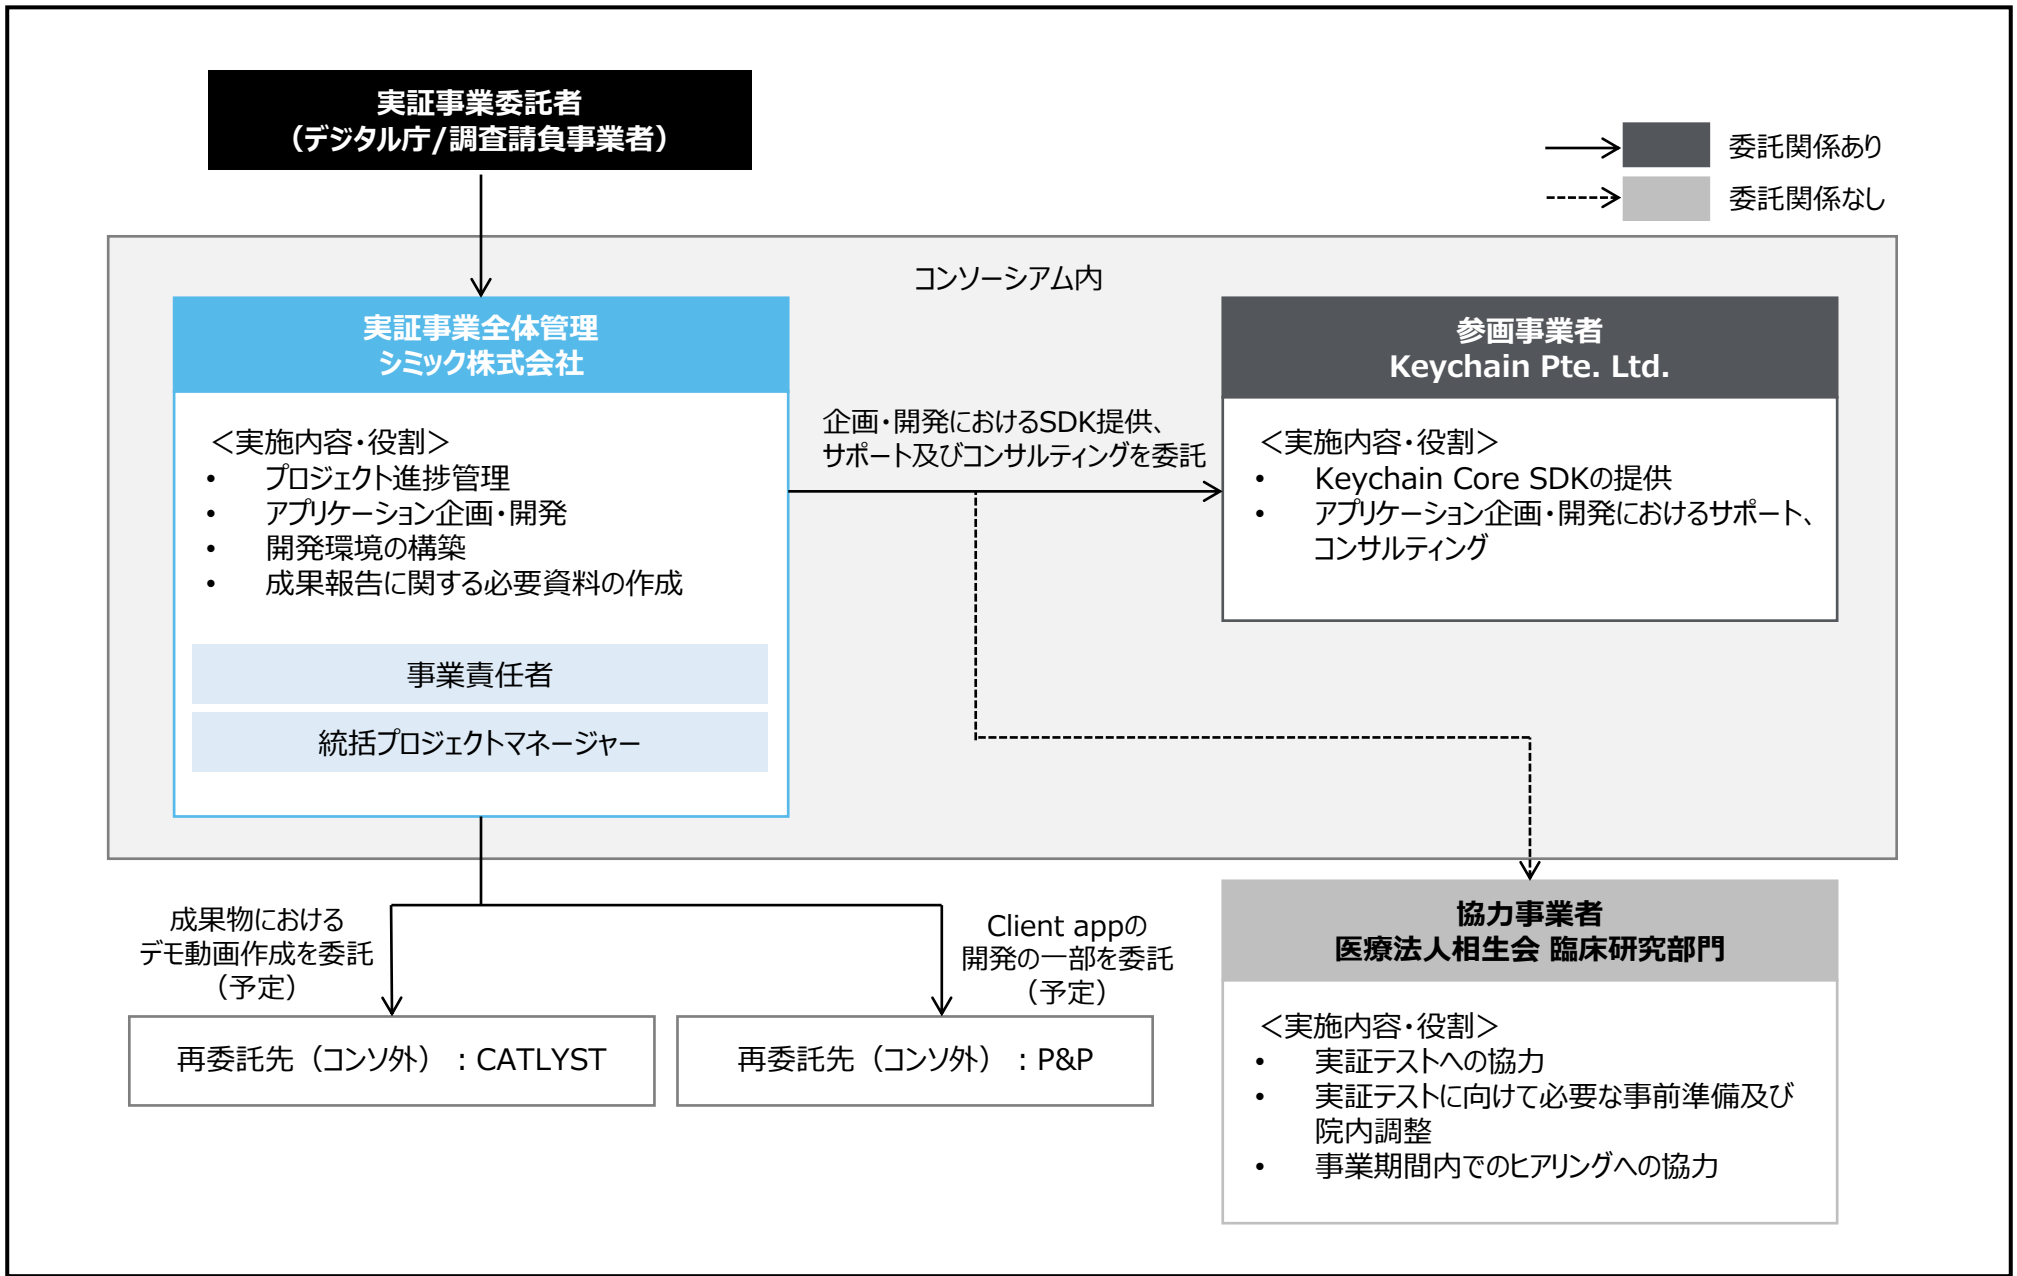 実証事業委託者
（デジタル庁/調査請負事業者）
委託関係あり
委託関係なし
コンソーシアム内
実証事業全体管理
シミック株式会社
＜実施内容・役割＞
• プロジェクト進捗管理
• アプリケーション企画・開発
• 開発環境の構築
• 成果報告に関する必要資料の作成
事業責任者
統括プロジェクトマネージャー
企画・開発におけるSDK提供、
サポート及びコンサルティングを委託
参画事業者
Keychain Pte. Ltd.
＜実施内容・役割＞
• Keychain Core SDKの提供
• アプリケーション企画・開発におけるサポート、
コンサルティング
成果物における
デモ動画作成を委託
（予定）
Client appの
開発の一部を委託
（予定）
再委託先（コンソ外）：CATLYST
再委託先（コンソ外）：P&P
協力事業者
医療法人相生会 臨床研究部門
＜実施内容・役割＞
• 実証テストへの協力
• 実証テストに向けて必要な事前準備及び
院内調整
• 事業期間内でのヒアリングへの協力